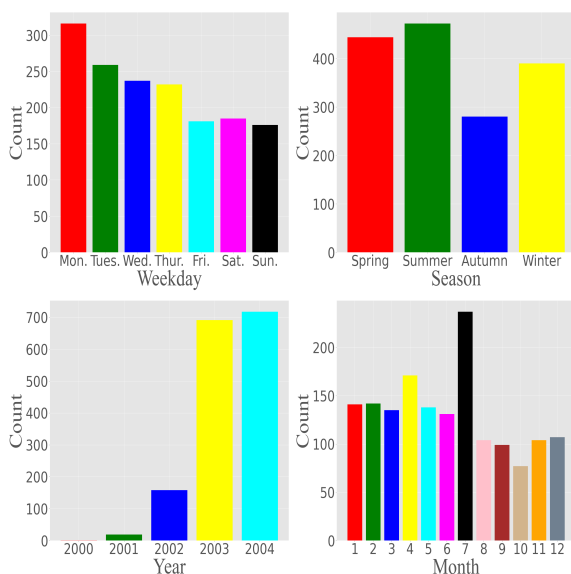 Count
300
250
200
150
100
50
0
Mon. Tues. Wed. Thur. Fri. Sat. Sun.
Weekday
Count
400
300
200
100
0
Spring Summer Autumn Winter
Season
Count
700
600
500
400
300
200
100
0
2000 2001 2002 2003 2004
Year
Count
200
150
100
50
0
1 2 3 4 5 6 7 8 9 10 11 12
Month